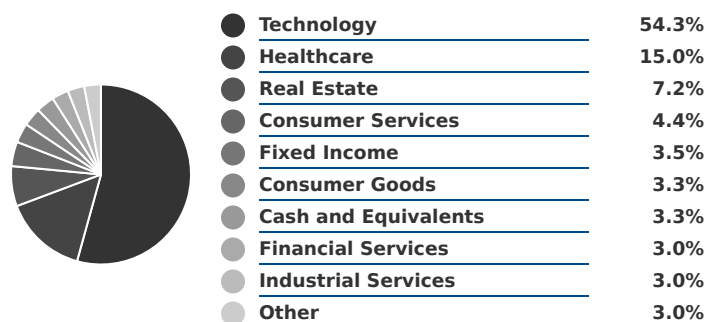 Technology 54.3%
Healthcare 15.0%
Real Estate 7.2%
Consumer Services 4.4%
Fixed Income 3.5%
Consumer Goods 3.3%
Cash and Equivalents 3.3%
Financial Services 3.0%
Industrial Services 3.0%
Other 3.0%